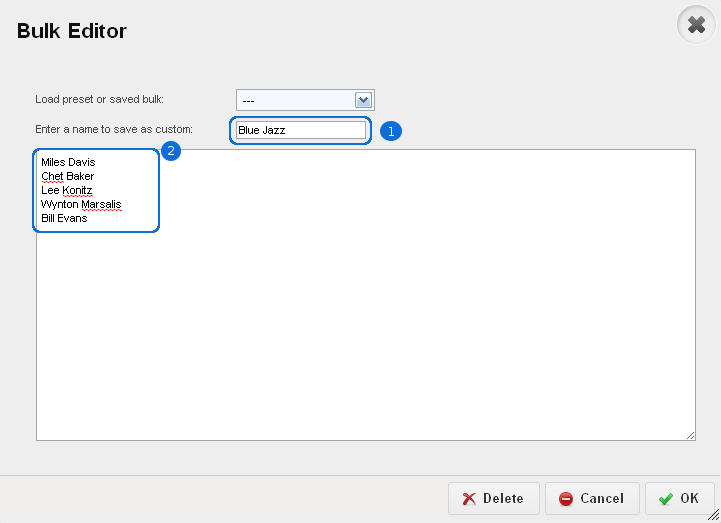 Bulk Editor
Load preset or saved bulk:
---
Enter a name to save as custom:
Blue Jazz
1
2
Miles Davis
Chet Baker
Lee Konitz
Wynton Marsalis
Bill Evans
Delete
Cancel
OK